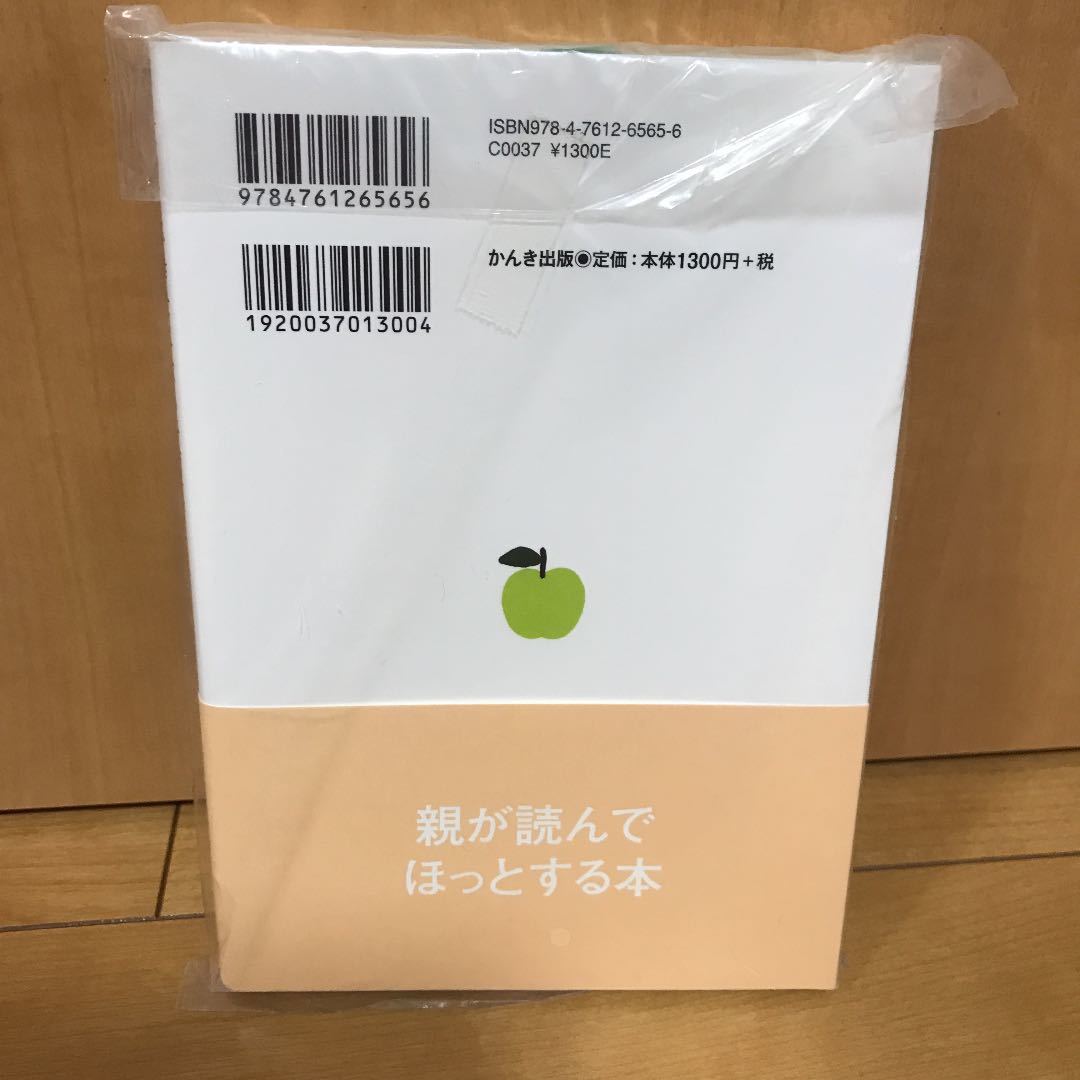 ISBN978-4-7612-6565-6
C0037 ¥1300E
9784761265656
かんき出版◉定価：本体1300円＋税
1920037013004
親が読んで
ほっとする本